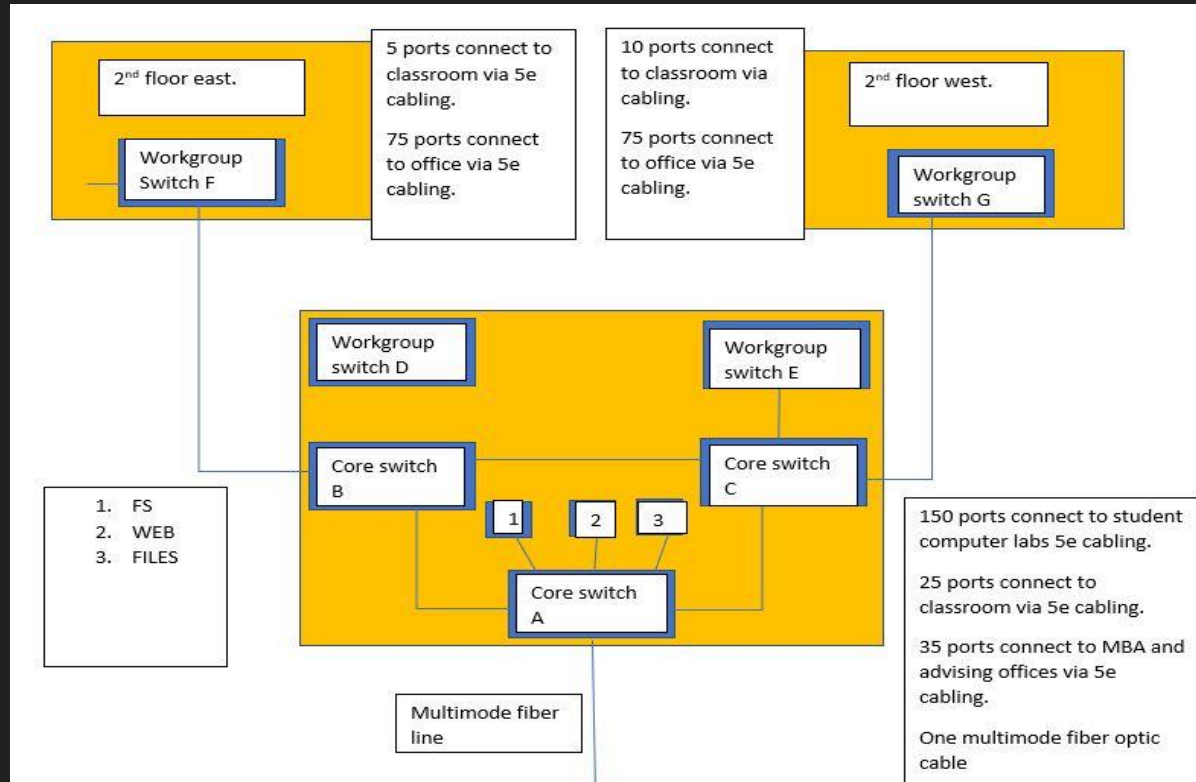 2nd floor east.
Workgroup
Switch F
5 ports connect to
classroom via 5e
cabling.
75 ports connect
to office via 5e
cabling.
10 ports connect
to classroom via
cabling.
75 ports connect
to office via 5e
cabling.
2nd floor west.
Workgroup
switch G
Workgroup
switch D
Workgroup
switch E
Core switch
B
Core switch
C
1
2
3
Core switch
A
1. FS
2. WEB
3. FILES
Multimode fiber
line
150 ports connect to student
computer labs 5e cabling.
25 ports connect to
classroom via 5e cabling.
35 ports connect to MBA and
advising offices via 5e
cabling.
One multimode fiber optic
cable